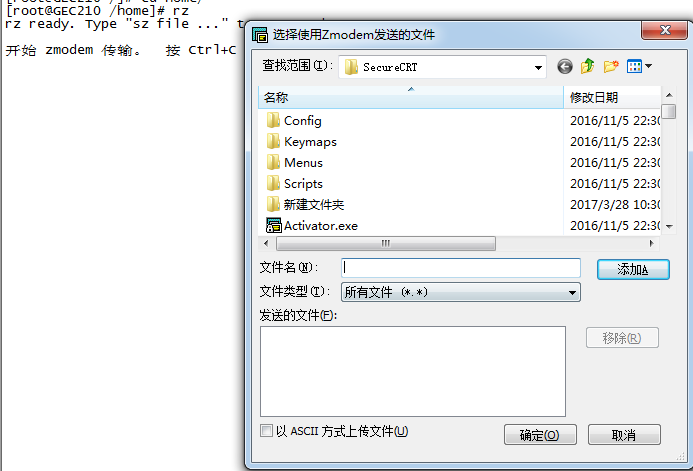 [root@GEC210 /]# cd home/
[root@GEC210 /home]# rz
rz ready. Type "sz file ..." t
开始 zmodem 传输。 按 Ctrl+C
选择使用Zmodem发送的文件
查找范围(I):
SecureCRT
名称
修改日期
Config
2016/11/5 22:30
Keymaps
2016/11/5 22:30
Menus
2016/11/5 22:30
Scripts
2016/11/5 22:30
新建文件夹
2017/3/28 10:30
Activator.exe
2016/11/5 22:30
文件名(N):
添加A
文件类型(T):
所有文件 (*.*)
发送的文件(F):
移除(R)
以 ASCII 方式上传文件(U)
确定(O)
取消